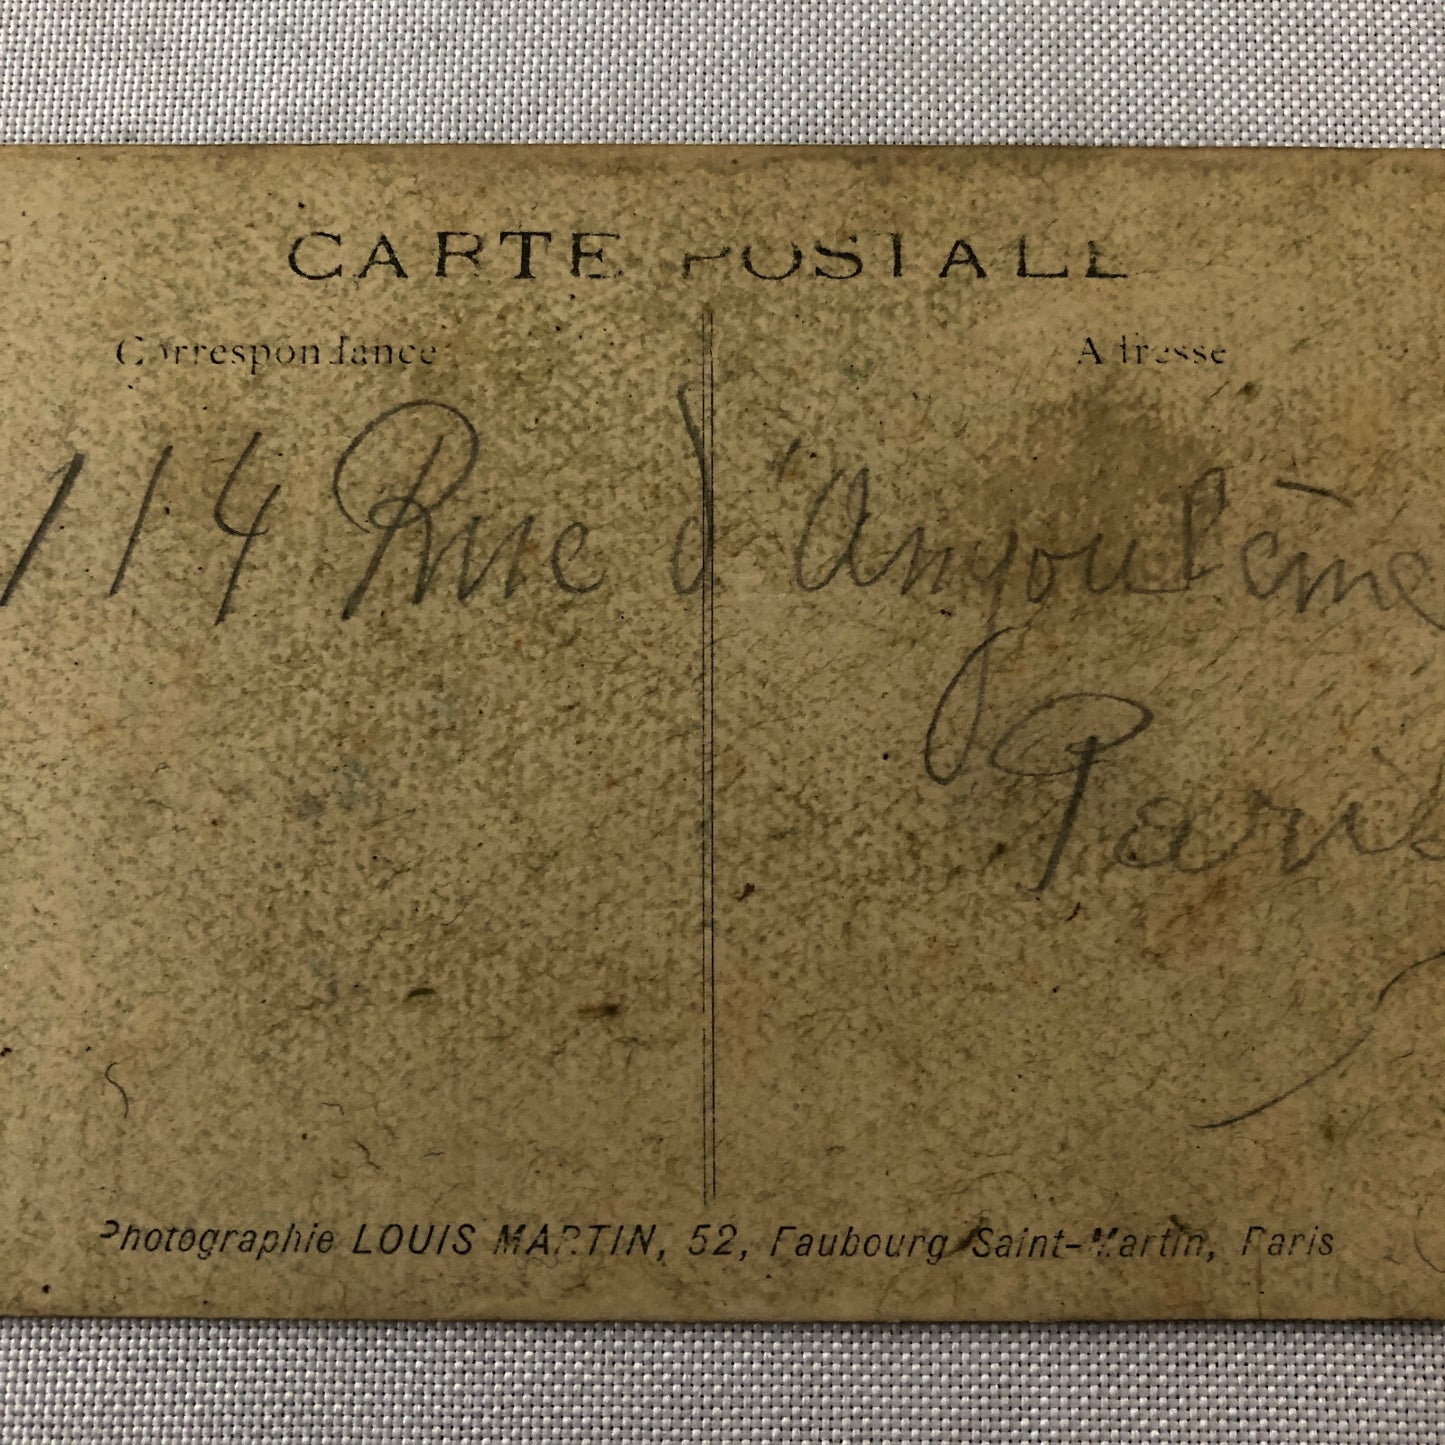 CARTE POSTALE
Correspondance Adresse
114 Rue d'Angoulême
Paris
Photographie LOUIS MARTIN, 52, Faubourg Saint-Martin, Paris